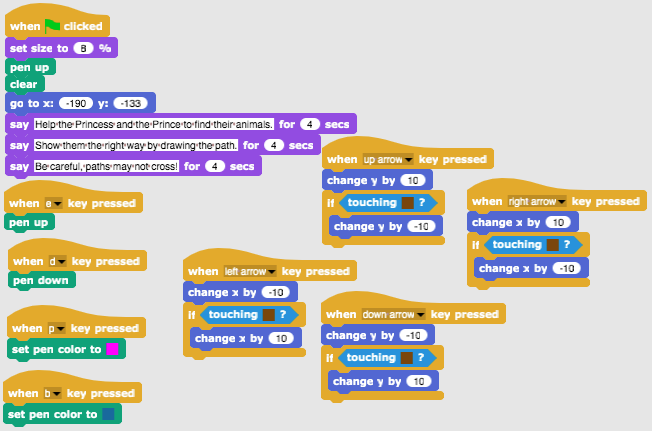 when clicked
set size to 8 %
pen up
clear
go to x: -190 y: -133
say Help the Princess and the Prince to find their animals. for 4 secs
say Show them the right way by drawing the path. for 4 secs
say Be careful, paths may not cross! for 4 secs
when e key pressed
pen up
when d key pressed
pen down
when p key pressed
set pen color to
when b key pressed
set pen color to
when left arrow key pressed
change x by -10
if touching ?
change x by 10
when up arrow key pressed
change y by 10
if touching ?
change y by -10
when down arrow key pressed
change y by -10
if touching ?
change y by 10
when right arrow key pressed
change x by 10
if touching ?
change x by -10